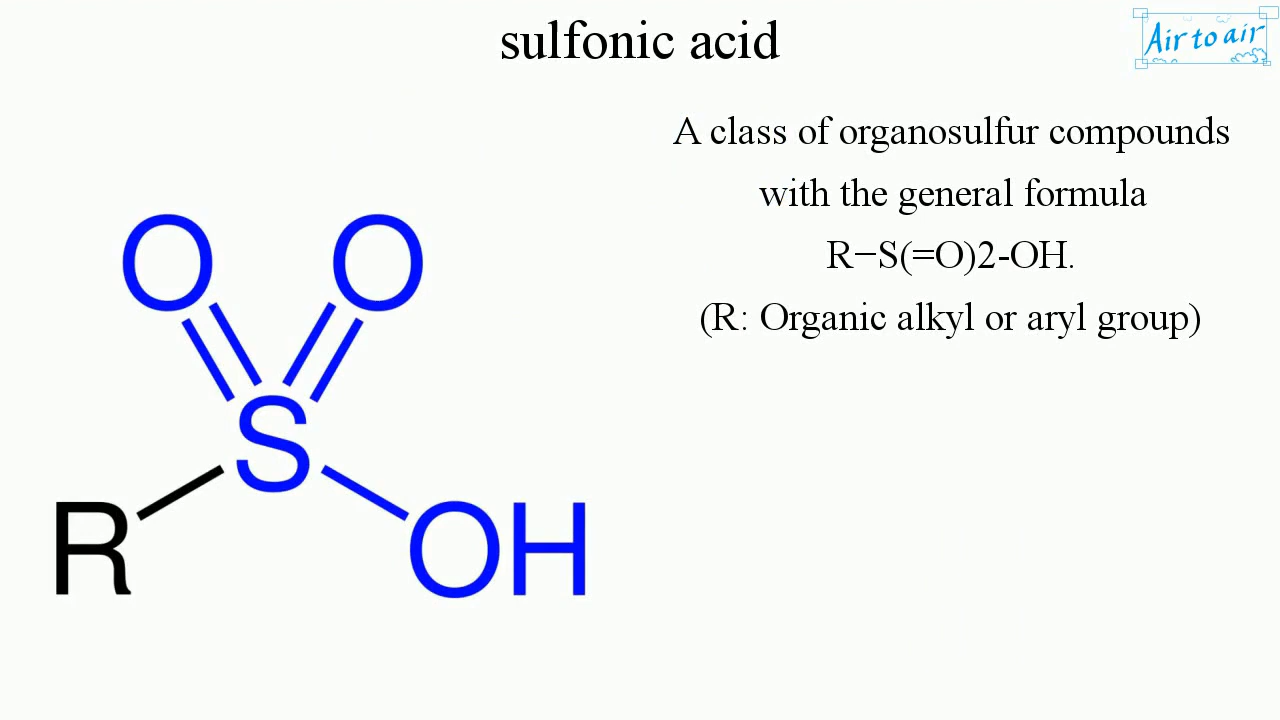 sulfonic acid
Air to air
A class of organosulfur compounds
with the general formula
R−S(=O)2-OH.
(R: Organic alkyl or aryl group)
O O
S
R OH